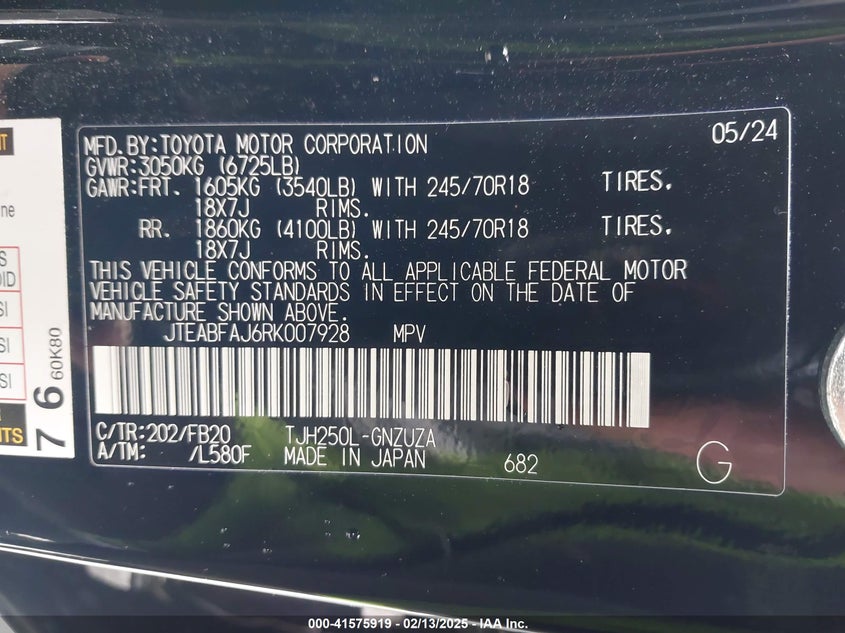 MFD.BY:TOYOTA MOTOR CORPORATION 05/24
GVWR:3050KG (6725LB)
GAWR:FRT. 1605KG (3540LB) WITH 245/70R18 TIRES.
18X7J RIMS.
RR. 1860KG (4100LB) WITH 245/70R18 TIRES.
18X7J RIMS.
THIS VEHICLE CONFORMS TO ALL APPLICABLE FEDERAL MOTOR
VEHICLE SAFETY STANDARDS IN EFFECT ON THE DATE OF
MANUFACTURE SHOWN ABOVE.
JTEABFAJ6RK007928 MPV
C/TR:202/FB20 TJH250L-GNZUZA
A/TM: /L580F MADE IN JAPAN 682 G
76 60K80
000-41575919 - 02/13/2025 - IAA Inc.